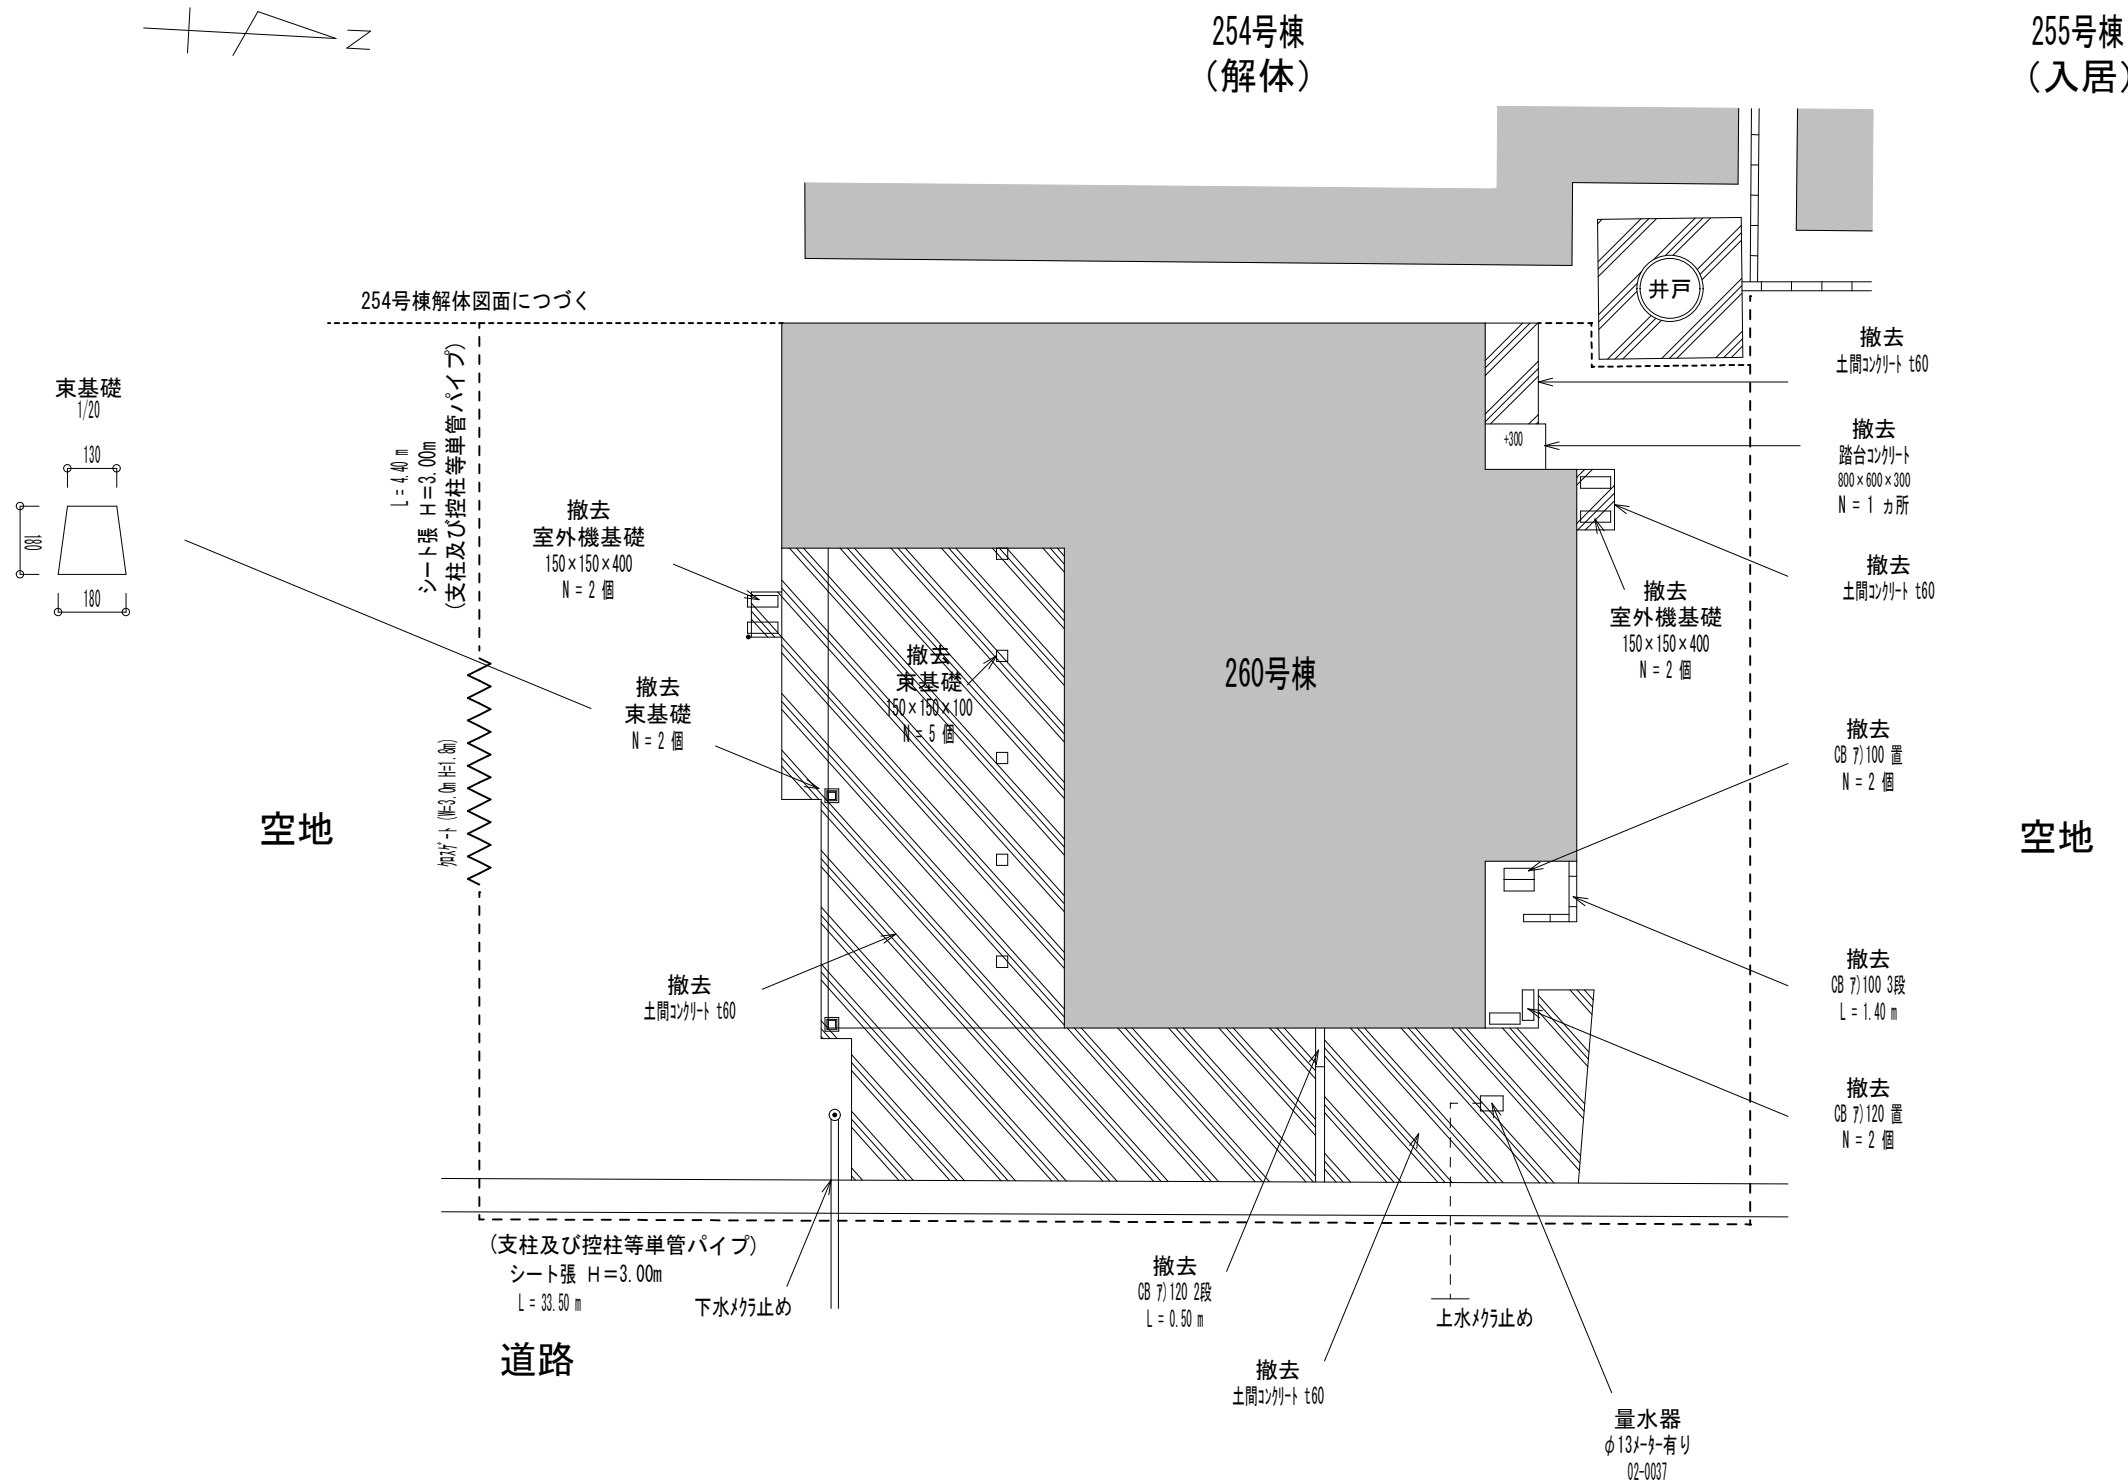 Z
254号棟
(解体)
255号棟
(入居)
井戸
254号棟解体図面につづく
L = 4.40 m
シート張 H＝3.00m
(支柱及び控柱等単管パイプ)
束基礎
1/20
130
180
180
撤去
土間ｺﾝｸﾘｰﾄ t60
+300
撤去
踏台ｺﾝｸﾘｰﾄ
800×600×300
N = 1 ヵ所
撤去
室外機基礎
150×150×400
N = 2 個
撤去
土間ｺﾝｸﾘｰﾄ t60
撤去
室外機基礎
150×150×400
N = 2 個
撤去
束基礎
150×150×100
N = 5 個
260号棟
撤去
束基礎
N = 2 個
撤去
CB ｱ)100 置
N = 2 個
ｸﾛｽｹﾞｰﾄ (W=3.0m H=1.8m)
空地
空地
撤去
土間ｺﾝｸﾘｰﾄ t60
撤去
CB ｱ)100 3段
L = 1.40 m
撤去
CB ｱ)120 置
N = 2 個
(支柱及び控柱等単管パイプ)
シート張 H＝3.00m
L = 33.50 m
下水ﾒｸﾗ止め
撤去
CB ｱ)120 2段
L = 0.50 m
上水ﾒｸﾗ止め
道路
撤去
土間ｺﾝｸﾘｰﾄ t60
量水器
φ13ﾒｰﾀｰ有り
02-0037